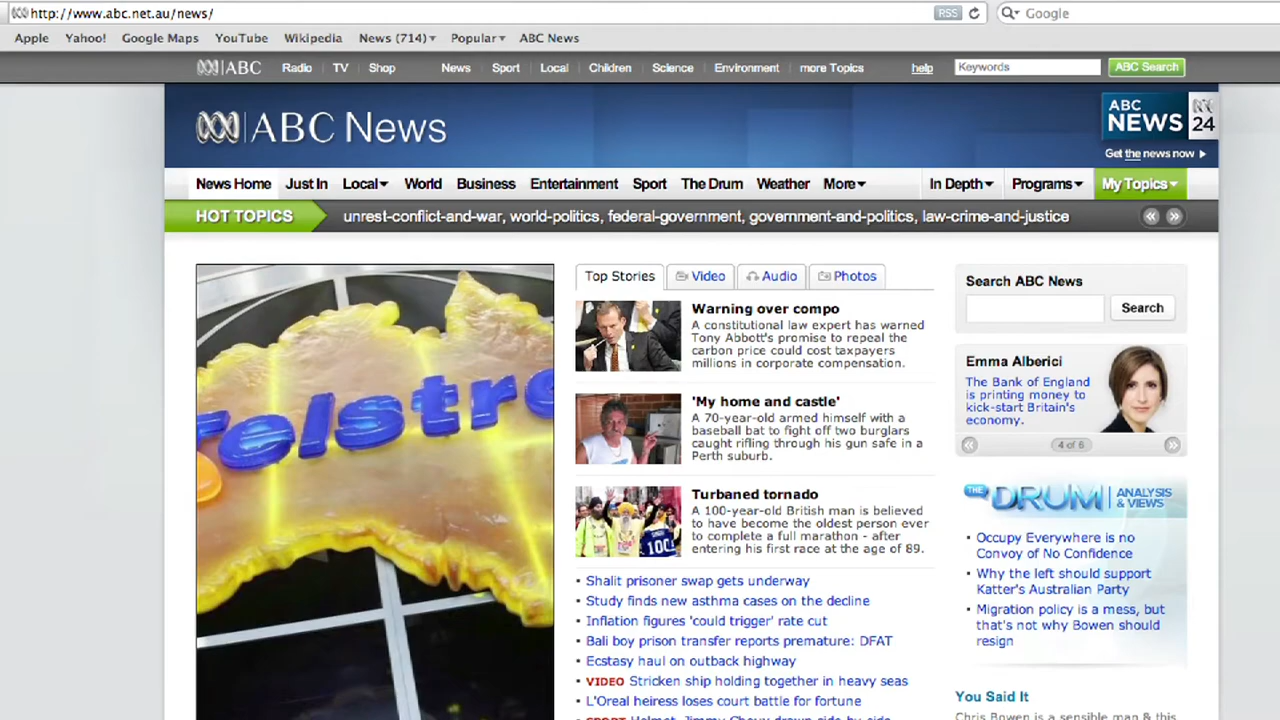 http://www.abc.net.au/news/
RSS
Google
Apple Yahoo! Google Maps YouTube Wikipedia News (714) Popular ABC News
ABC Radio TV Shop News Sport Local Children Science Environment more Topics help Keywords ABC Search
ABC News
ABC NEWS 24
Get the news now
News Home Just In Local World Business Entertainment Sport The Drum Weather More In Depth Programs My Topics
HOT TOPICS unrest-conflict-and-war, world-politics, federal-government, government-and-politics, law-crime-and-justice
Top Stories Video Audio Photos
Warning over compo
A constitutional law expert has warned
Tony Abbott's promise to repeal the
carbon price could cost taxpayers
millions in corporate compensation.
'My home and castle'
A 70-year-old armed himself with a
baseball bat to fight off two burglars
caught rifling through his gun safe in a
Perth suburb.
Turbaned tornado
A 100-year-old British man is believed
to have become the oldest person ever
to complete a full marathon - after
entering his first race at the age of 89.
100
Shalit prisoner swap gets underway
Study finds new asthma cases on the decline
Inflation figures 'could trigger' rate cut
Bali boy prison transfer reports premature: DFAT
Ecstasy haul on outback highway
VIDEO Stricken ship holding together in heavy seas
L'Oreal heiress loses court battle for fortune
Search ABC News
Search
Emma Alberici
The Bank of England
is printing money to
kick-start Britain's
economy.
4 of 6
THE DRUM ANALYSIS & VIEWS
Occupy Everywhere is no
Convoy of No Confidence
Why the left should support
Katter's Australian Party
Migration policy is a mess, but
that's not why Bowen should
resign
You Said It
Chris Bowen is a sensible man & this